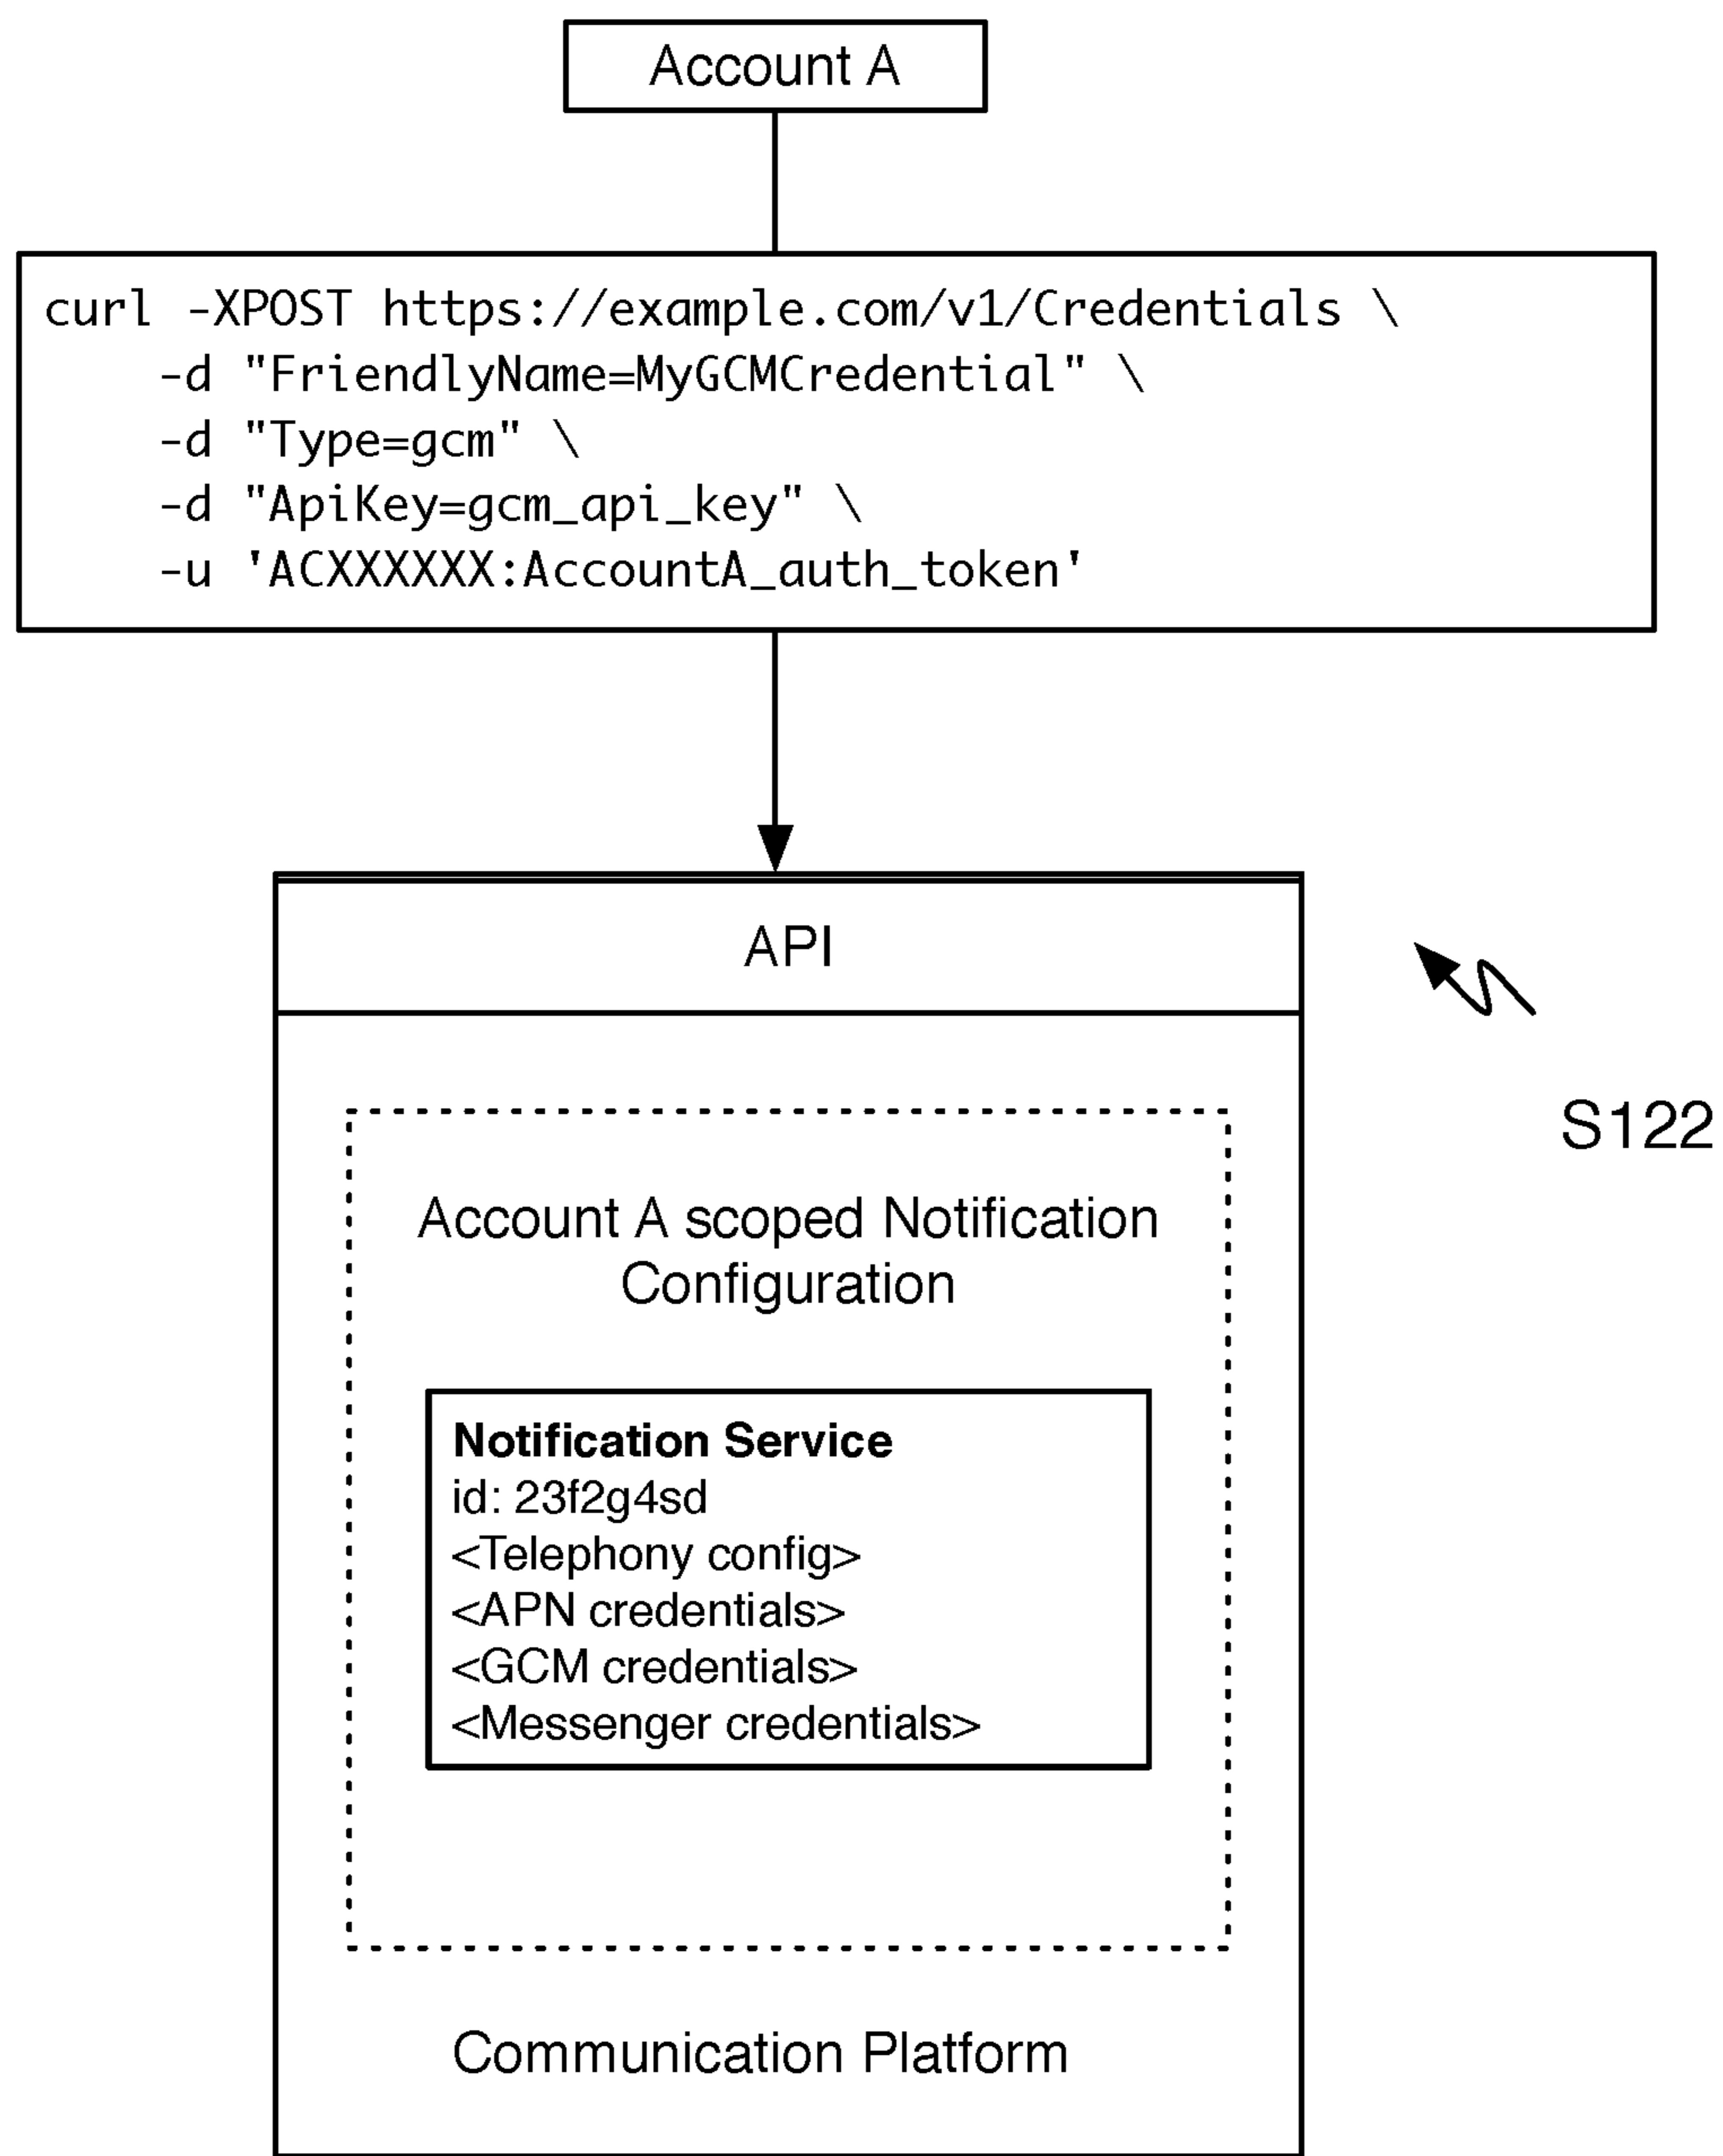 Account A
curl -XPOST https://example.com/v1/Credentials \
-d "FriendlyName=MyGCMCredential" \
-d "Type=gcm" \
-d "ApiKey=gcm_api_key" \
-u 'ACXXXXXX:AccountA_auth_token'
API
S122
Account A scoped Notification
Configuration
Notification Service
id: 23f2g4sd
<Telephony config>
<APN credentials>
<GCM credentials>
<Messenger credentials>
Communication Platform